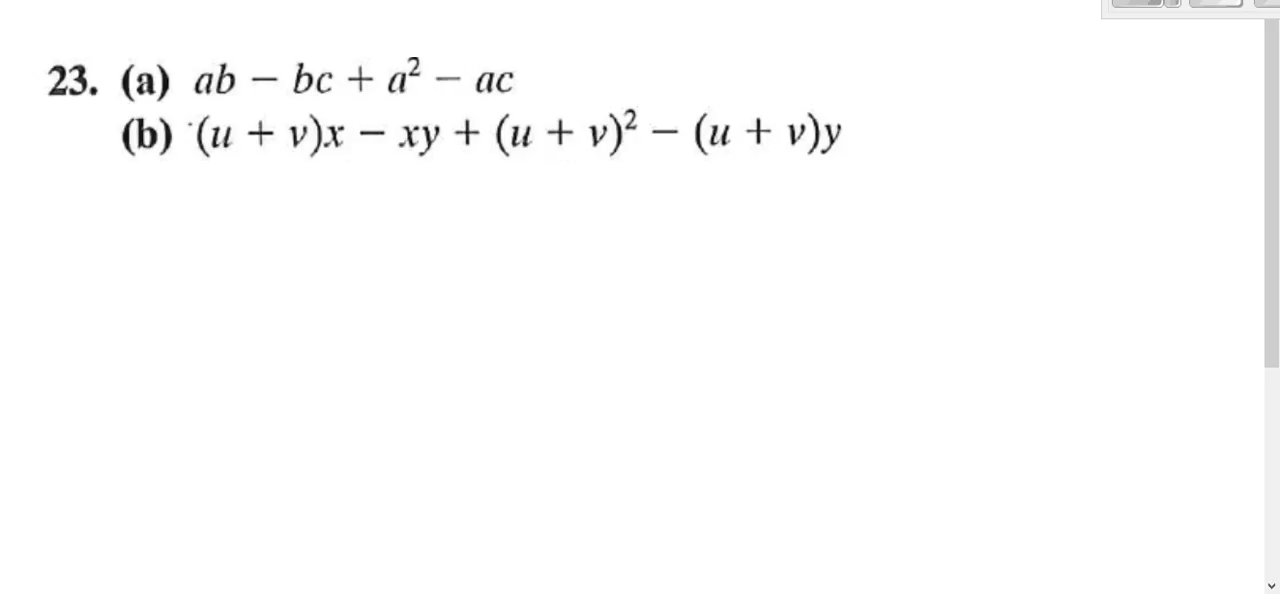 23. (a) ab − bc + a² − ac
(b) (u + v)x − xy + (u + v)² − (u + v)y